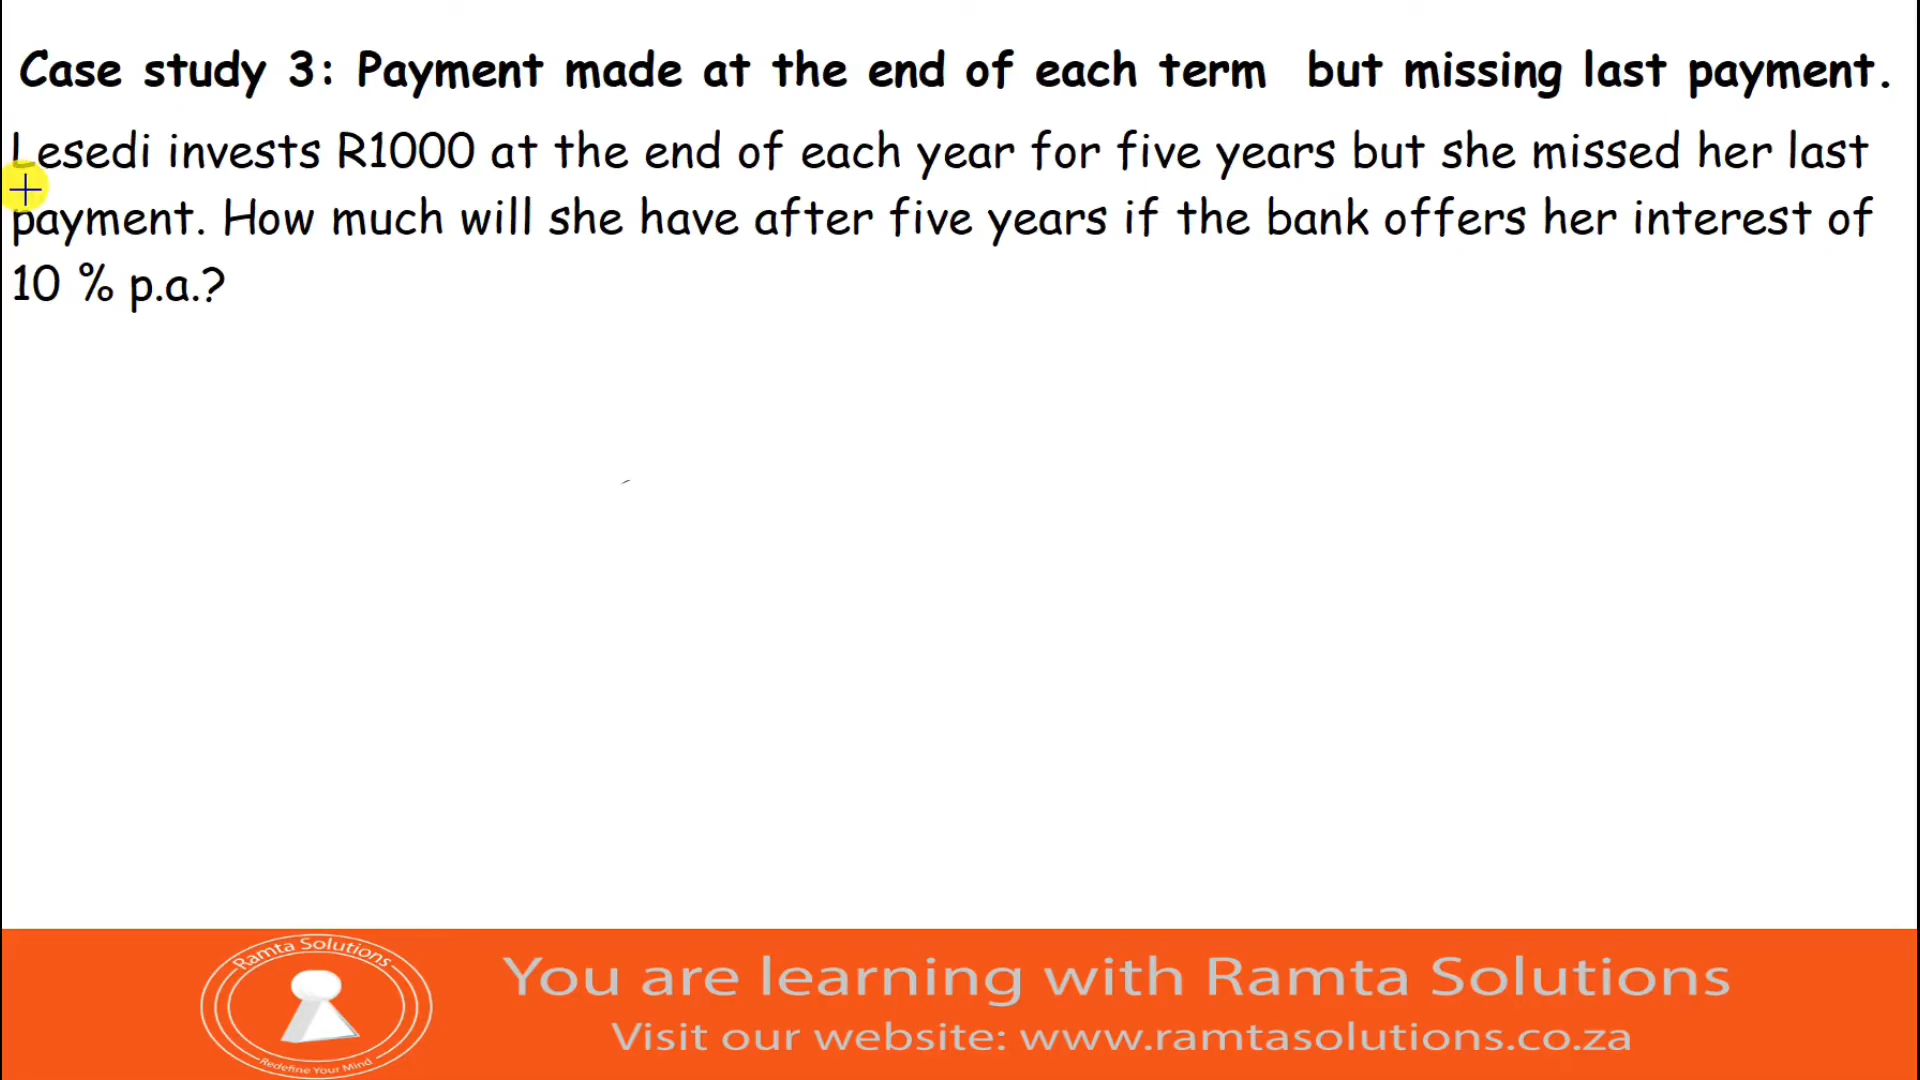 Case study 3: Payment made at the end of each term but missing last payment.
Lesedi invests R1000 at the end of each year for five years but she missed her last
payment. How much will she have after five years if the bank offers her interest of
10 % p.a.?
Ramta Solutions
Redefine Your Mind
You are learning with Ramta Solutions
Visit our website: www.ramtasolutions.co.za